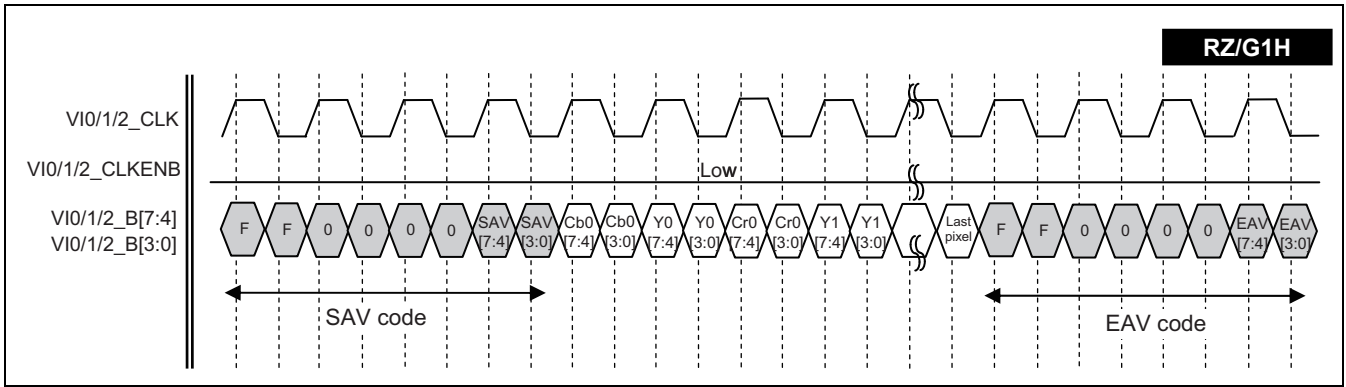 RZ/G1H
VI0/1/2_CLK
VI0/1/2_CLKENB
Low
VI0/1/2_B[7:4]
VI0/1/2_B[3:0]
F F 0 0 0 0 SAV [7:4] SAV [3:0] Cb0 [7:4] Cb0 [3:0] Y0 [7:4] Y0 [3:0] Cr0 [7:4] Cr0 [3:0] Y1 [7:4] Y1 [3:0] Last pixel F F 0 0 0 0 EAV [7:4] EAV [3:0]
SAV code
EAV code